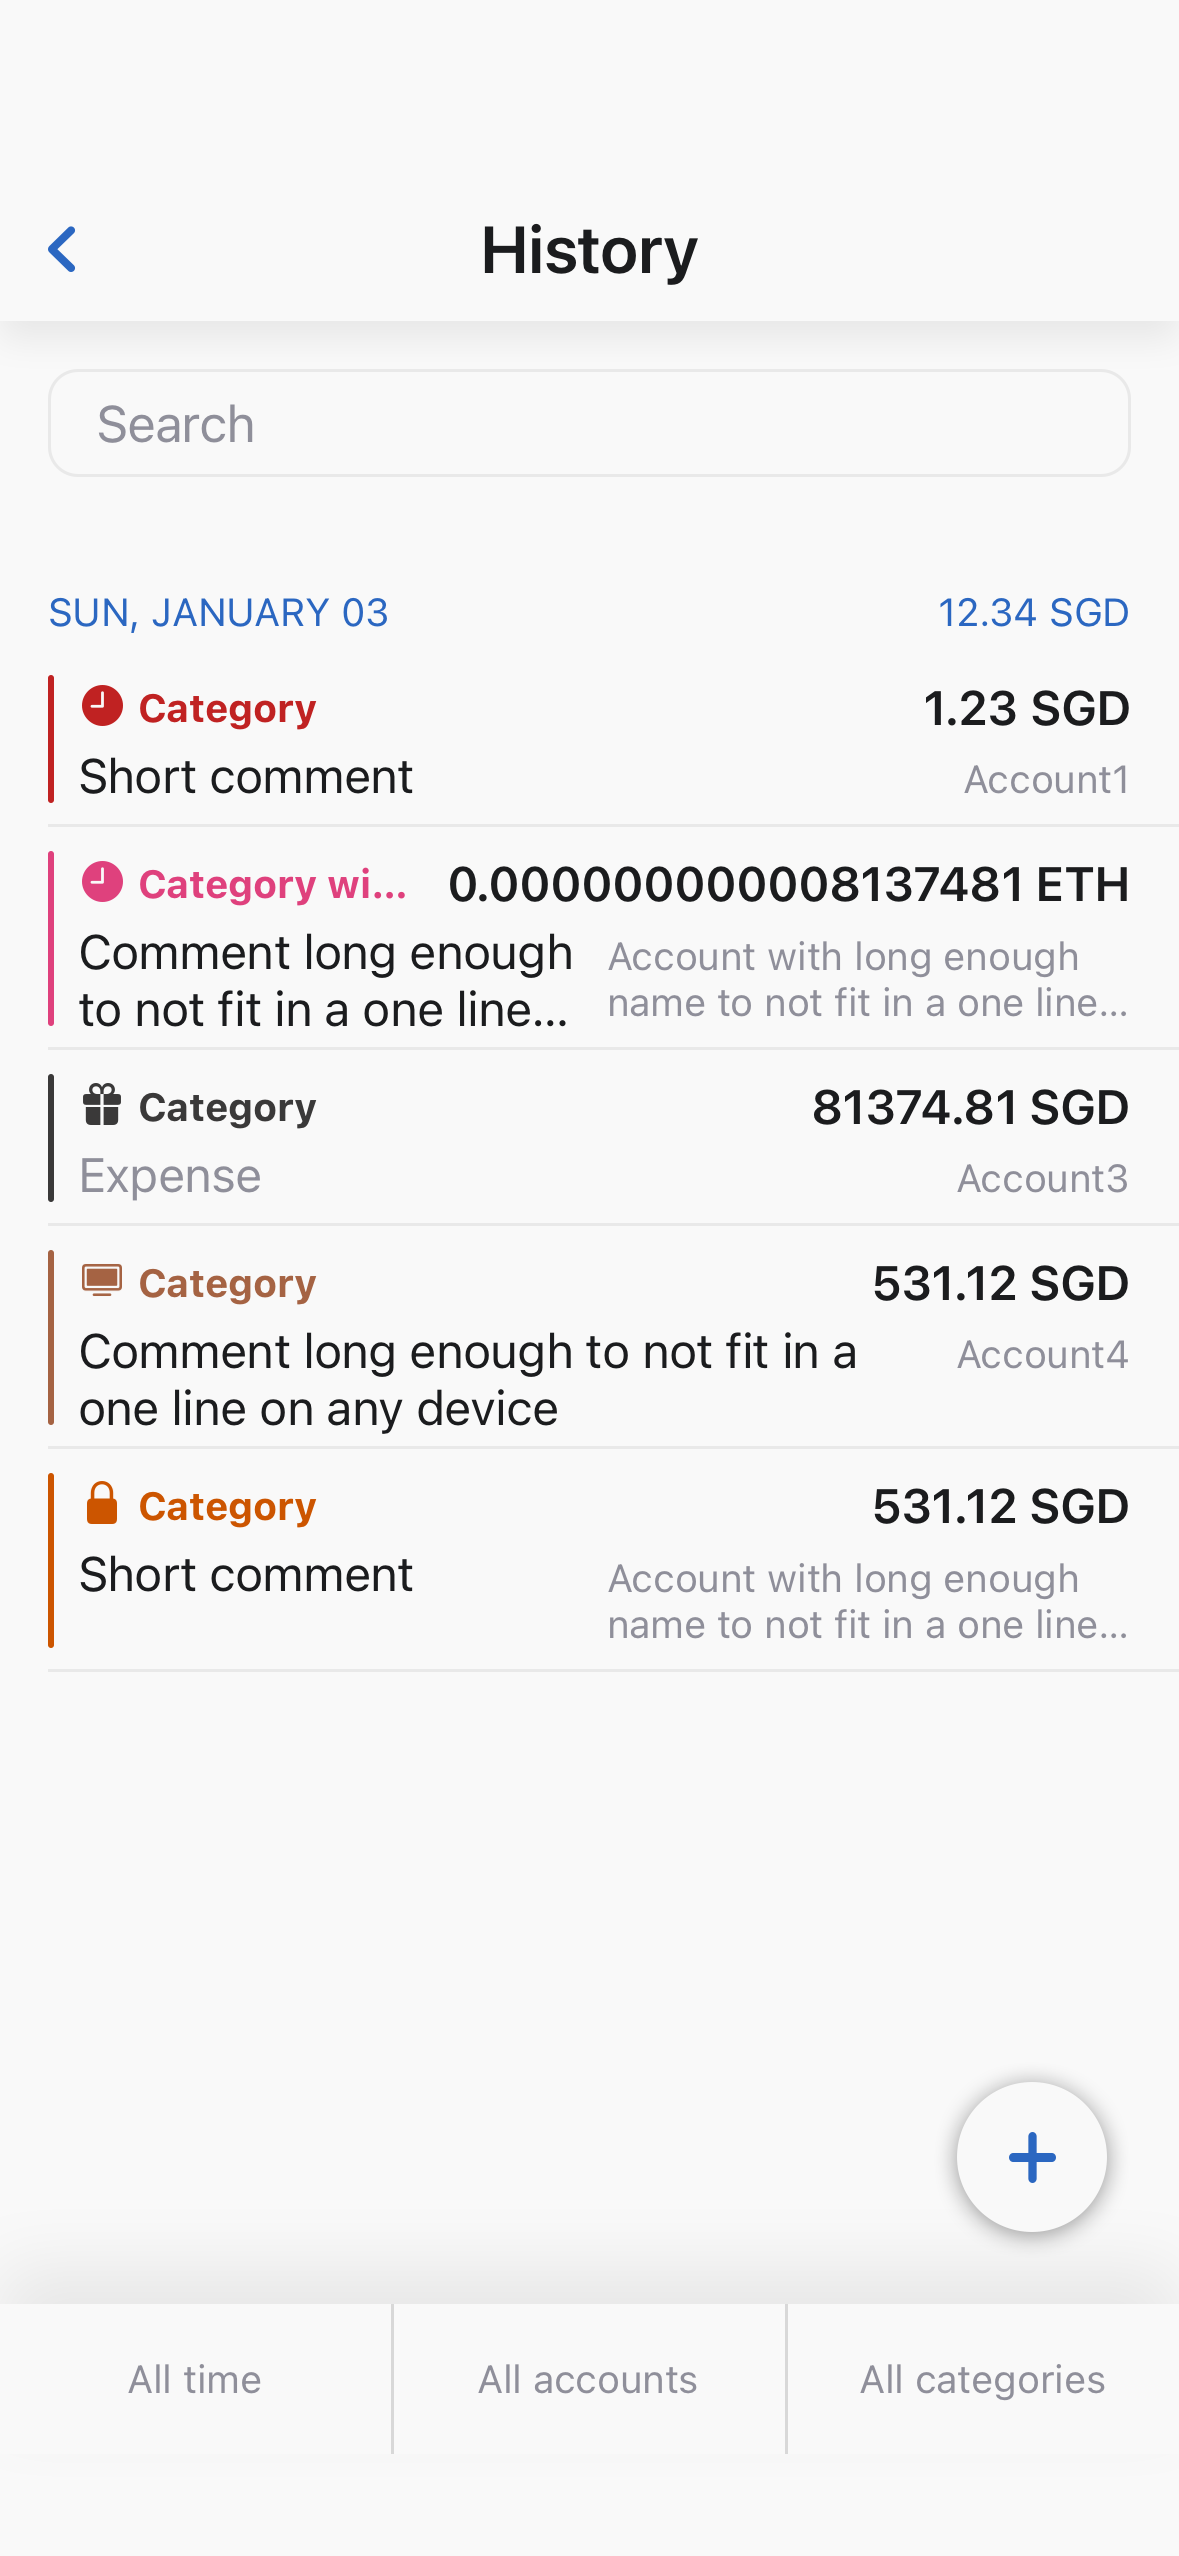 History
Search
SUN, JANUARY 03 12.34 SGD
Category 1.23 SGD
Short comment Account1
Category wi... 0.000000000008137481 ETH
Comment long enough Account with long enough
to not fit in a one line... name to not fit in a one line...
Category 81374.81 SGD
Expense Account3
Category 531.12 SGD
Comment long enough to not fit in a Account4
one line on any device
Category 531.12 SGD
Short comment Account with long enough
name to not fit in a one line...
All time All accounts All categories